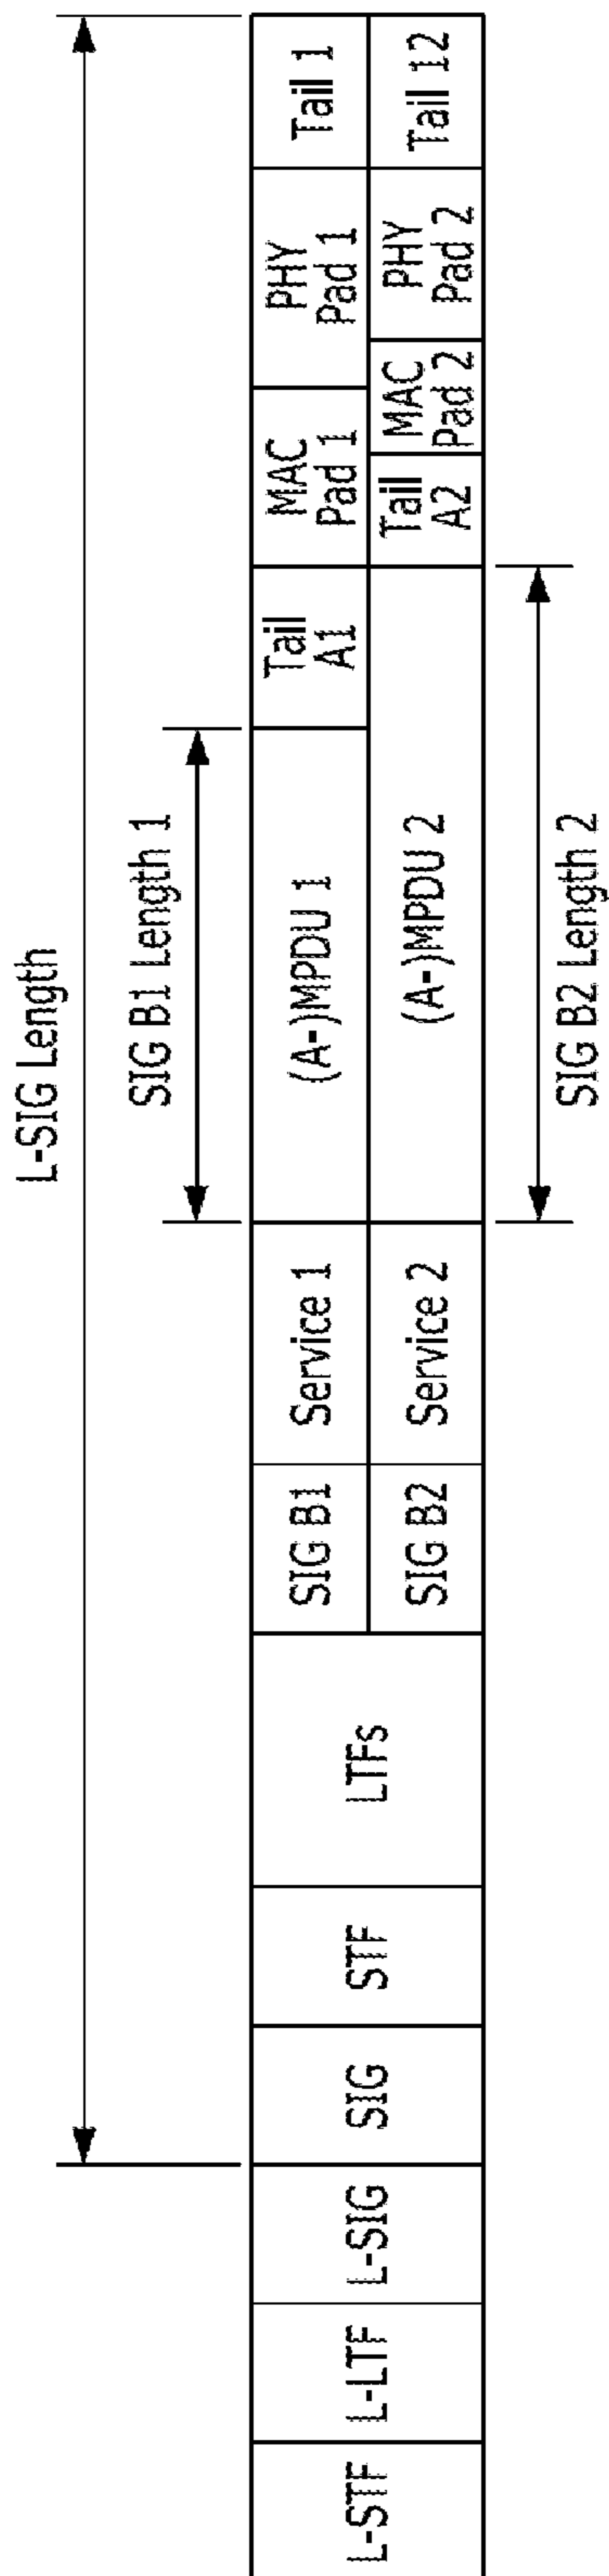 L-SIG Length
SIG B1 Length 1
L-STF
L-LTF
L-SIG
SIG
STF
LTFs
SIG B1
Service 1
(A-)MPDU 1
Tail
A1
MAC
Pad 1
PHY
Pad 1
Tail 1
SIG B2
Service 2
(A-)MPDU 2
Tail
A2
MAC
Pad 2
PHY
Pad 2
Tail 12
SIG B2 Length 2